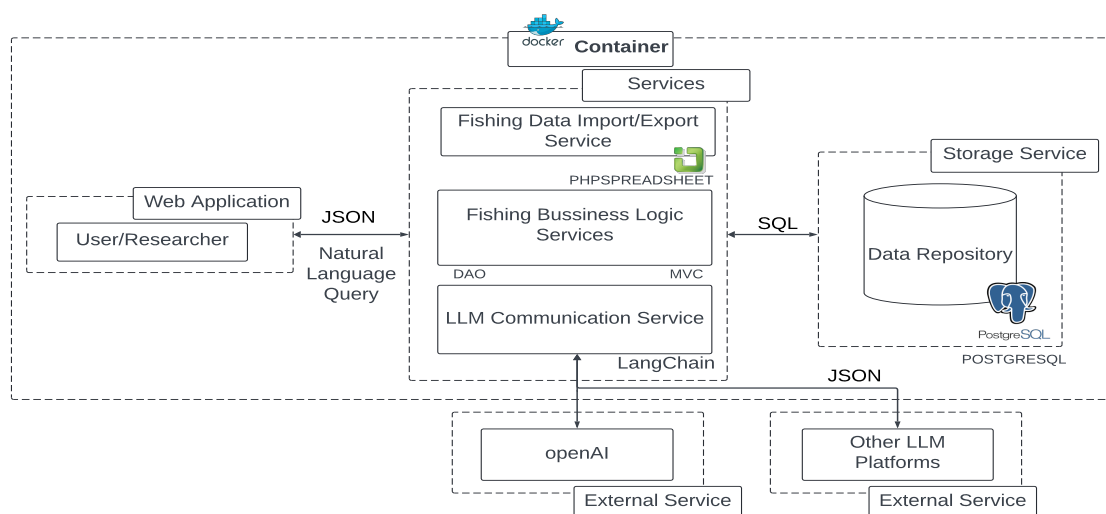 docker
Container
Services
Fishing Data Import/Export
Service
PHPSPREADSHEET
Storage Service
Web Application
User/Researcher
JSON
Natural
Language
Query
Fishing Bussiness Logic
Services
DAO
MVC
SQL
Data Repository
PostgreSQL
POSTGRESQL
LLM Communication Service
LangChain
JSON
openAI
External Service
Other LLM
Platforms
External Service